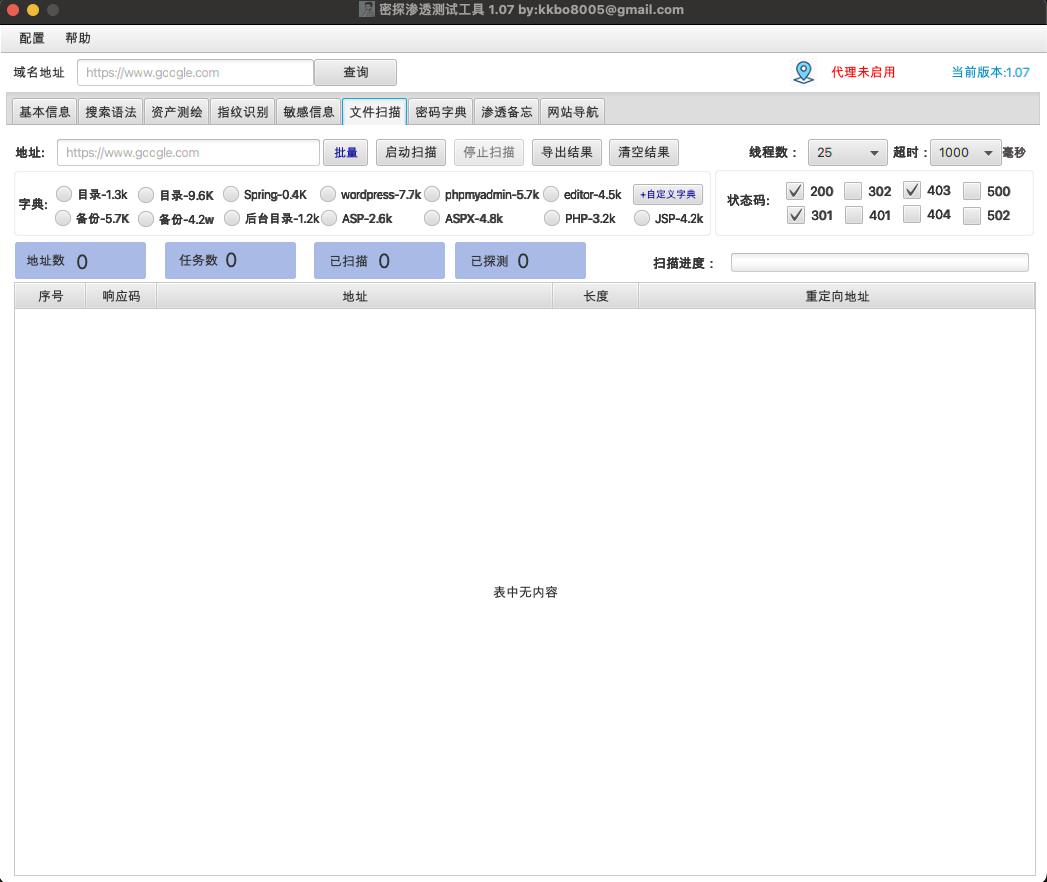 密探渗透测试工具 1.07 by:kkbo8005@gmail.com
配置 帮助
域名地址 https://www.google.com 查询 代理未启用 当前版本:1.07
基本信息 搜索语法 资产测绘 指纹识别 敏感信息 文件扫描 密码字典 渗透备忘 网站导航
地址: https://www.google.com 批量 启动扫描 停止扫描 导出结果 清空结果 线程数： 25 超时： 1000 毫秒
字典: 目录-1.3k 目录-9.6K Spring-0.4K wordpress-7.7k phpmyadmin-5.7k editor-4.5k +自定义字典
备份-5.7K 备份-4.2w 后台目录-1.2k ASP-2.6k ASPX-4.8k PHP-3.2k JSP-4.2k
状态码: 200 302 403 500
301 401 404 502
地址数 0 任务数 0 已扫描 0 已探测 0 扫描进度：
序号 响应码 地址 长度 重定向地址
表中无内容